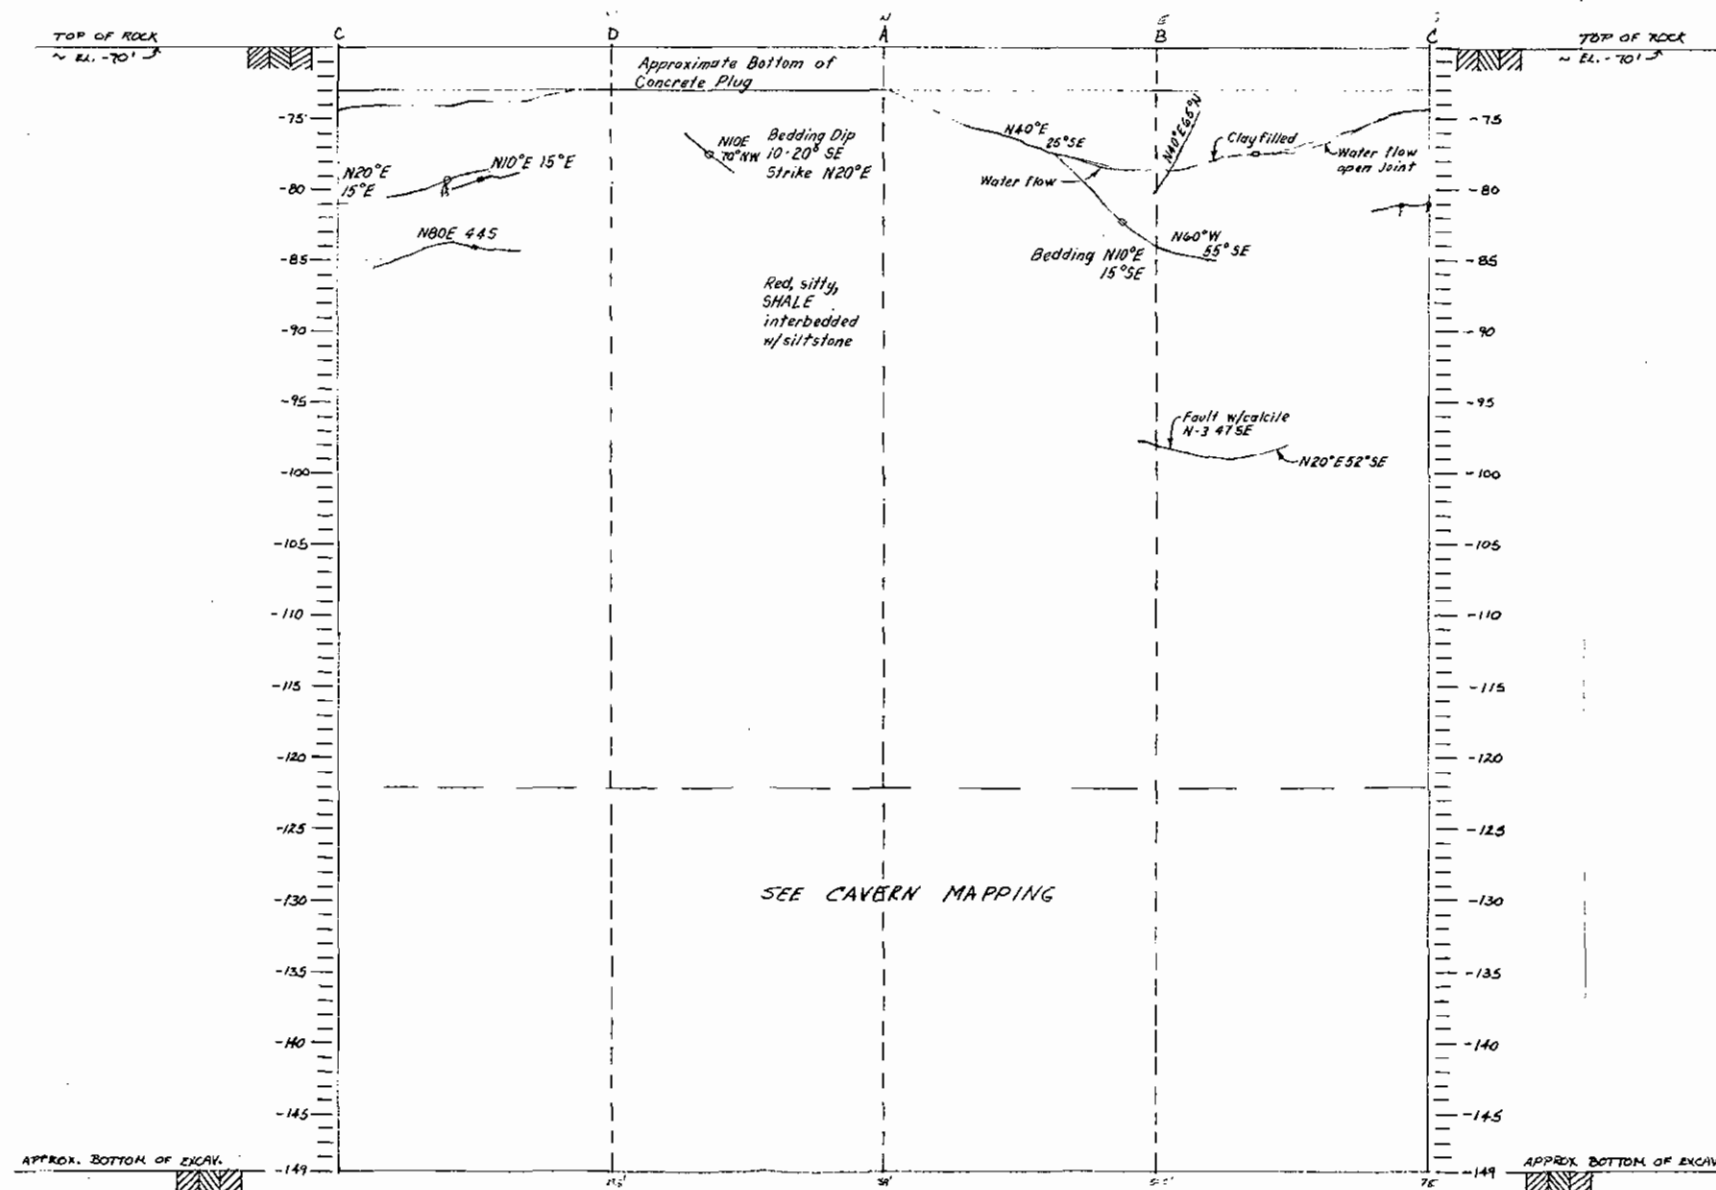 TOP OF ROCK
~ EL. -70'
C
D
N
A
E
B
C
TOP OF ROCK
~ EL. -70'
Approximate Bottom of
Concrete Plug
-75
-75
N10E
70°NW
Bedding Dip
10-20° SE
Strike N20°E
N40°E
25°SE
N40°E65°N
Clay filled
Water flow
open Joint
N20°E
15°E
N10°E 15°E
Water flow
-80
-80
N80E 44S
N60°W
55°SE
Bedding N10°E
15°SE
-85
-85
Red, silty,
SHALE
interbedded
w/siltstone
-90
-90
-95
-95
Fault w/calcile
N-3 47SE
N20°E52°SE
-100
-100
-105
-105
-110
-110
-115
-115
-120
-120
-125
-125
SEE CAVERN MAPPING
-130
-130
-135
-135
-140
-140
-145
-145
APPROX. BOTTOM OF EXCAV.
-149
-149
APPROX BOTTOM OF EXCAV